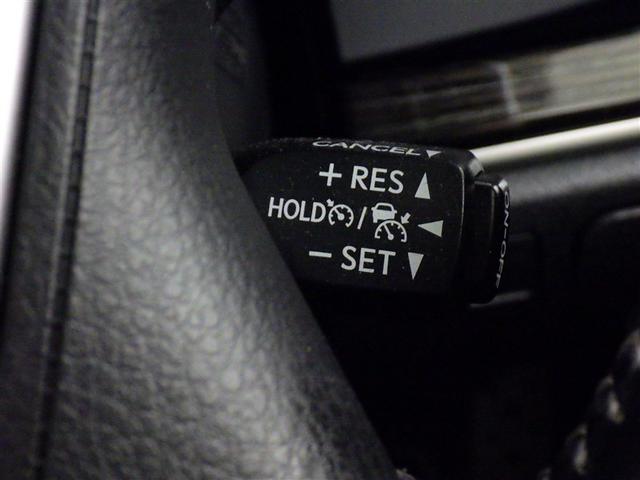 CANCEL▼
+ RES ▲
HOLD / ◀
− SET ▼
ON-OFF